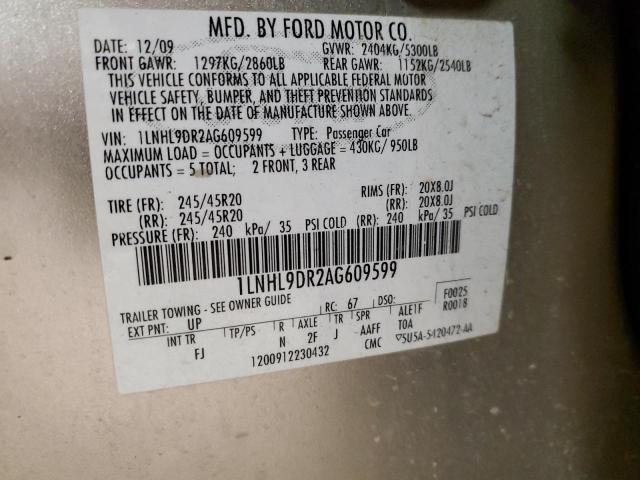 MFD. BY FORD MOTOR CO.
DATE: 12/09 GVWR: 2404KG/5300LB
FRONT GAWR: 1297KG/2860LB REAR GAWR: 1152KG/2540LB
THIS VEHICLE CONFORMS TO ALL APPLICABLE FEDERAL MOTOR
VEHICLE SAFETY, BUMPER, AND THEFT PREVENTION STANDARDS
IN EFFECT ON THE DATE OF MANUFACTURE SHOWN ABOVE.
VIN: 1LNHL9DR2AG609599 TYPE: Passenger Car
MAXIMUM LOAD = OCCUPANTS + LUGGAGE = 430KG/ 950LB
OCCUPANTS = 5 TOTAL; 2 FRONT, 3 REAR
TIRE (FR): 245/45R20 RIMS (FR): 20X8.0J
(RR): 245/45R20 (RR): 20X8.0J
PRESSURE (FR): 240 kPa/ 35 PSI COLD (RR): 240 kPa/ 35 PSI COLD
1LNHL9DR2AG609599
TRAILER TOWING - SEE OWNER GUIDE
F0025
EXT PNT: UP RC: 67 DSO: R0018
INT TR TP/PS R AXLE TR SPR ALE1F
FJ N 2F J AAFF TOA
1200912230432 CMC ▽5U5A-5420472-AA